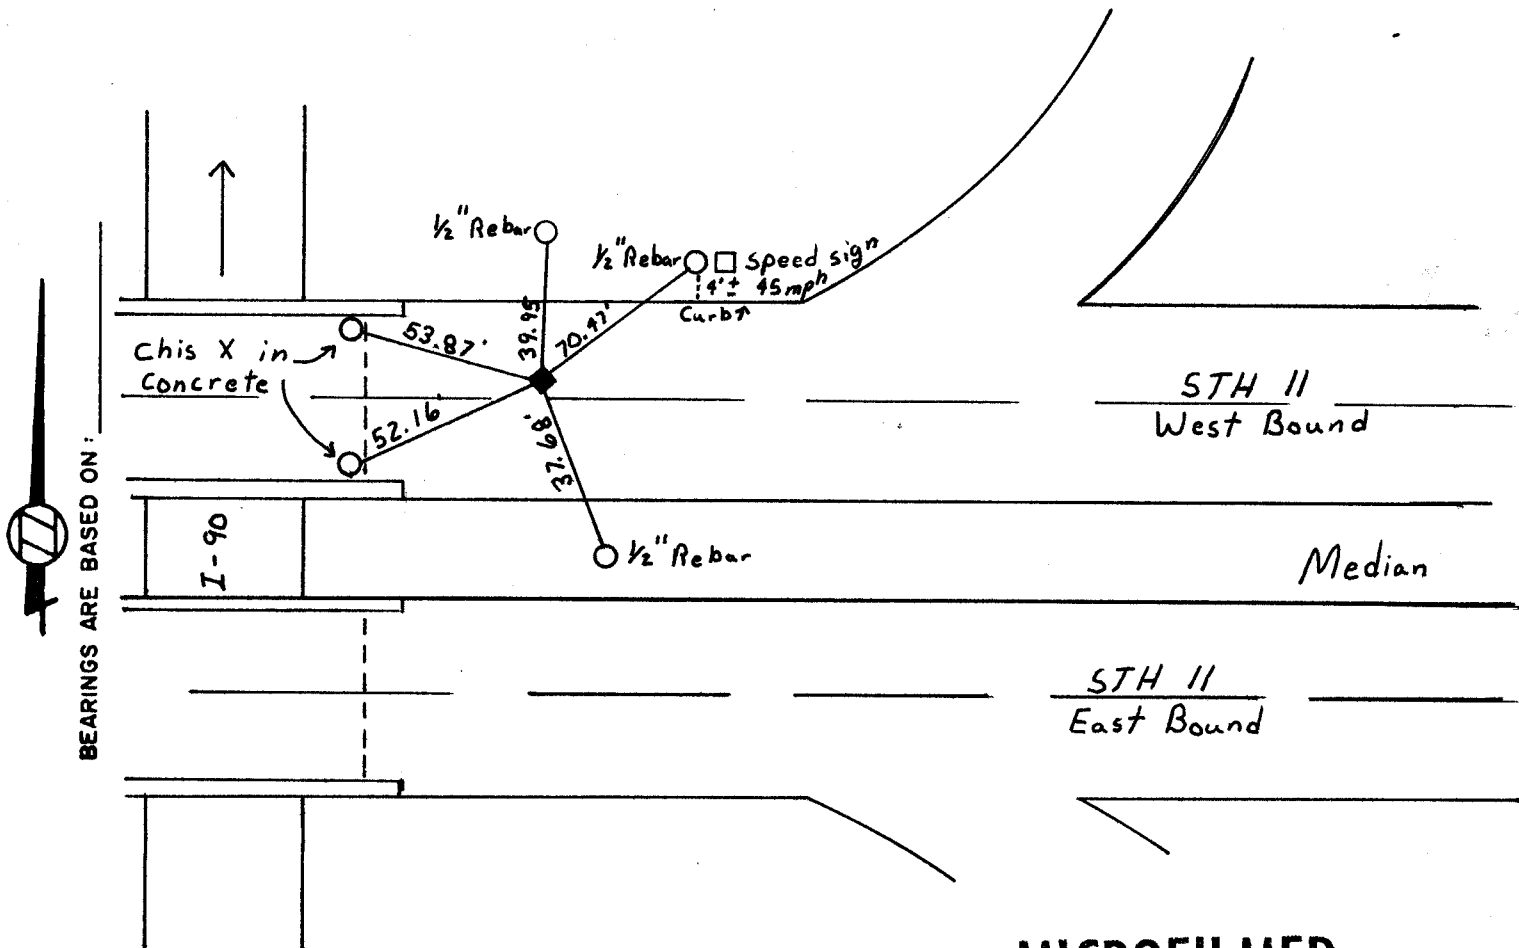 1/2" Rebar
1/2" Rebar
speed sign
4'± 45 mph
Curb
53.87'
39.95
70.47'
Chis X in
Concrete
52.16'
37.68'
STH 11
West Bound
BEARINGS ARE BASED ON:
I-90
1/2" Rebar
Median
STH 11
East Bound
MICROFILMED